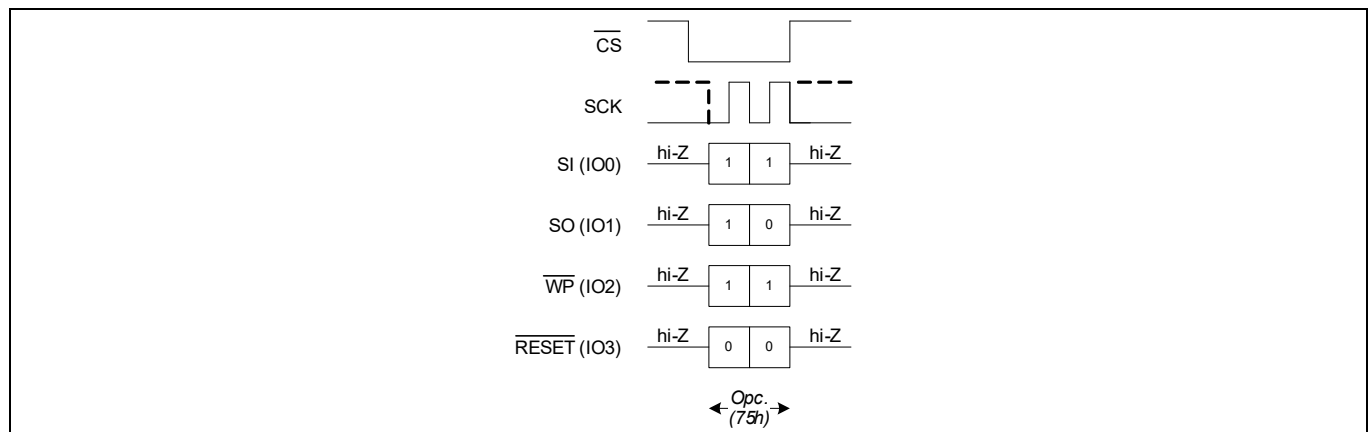 CS
SCK
SI (IO0) hi-Z 1 1 hi-Z
SO (IO1) hi-Z 1 0 hi-Z
WP (IO2) hi-Z 1 1 hi-Z
RESET (IO3) hi-Z 0 0 hi-Z
Opc.
(75h)